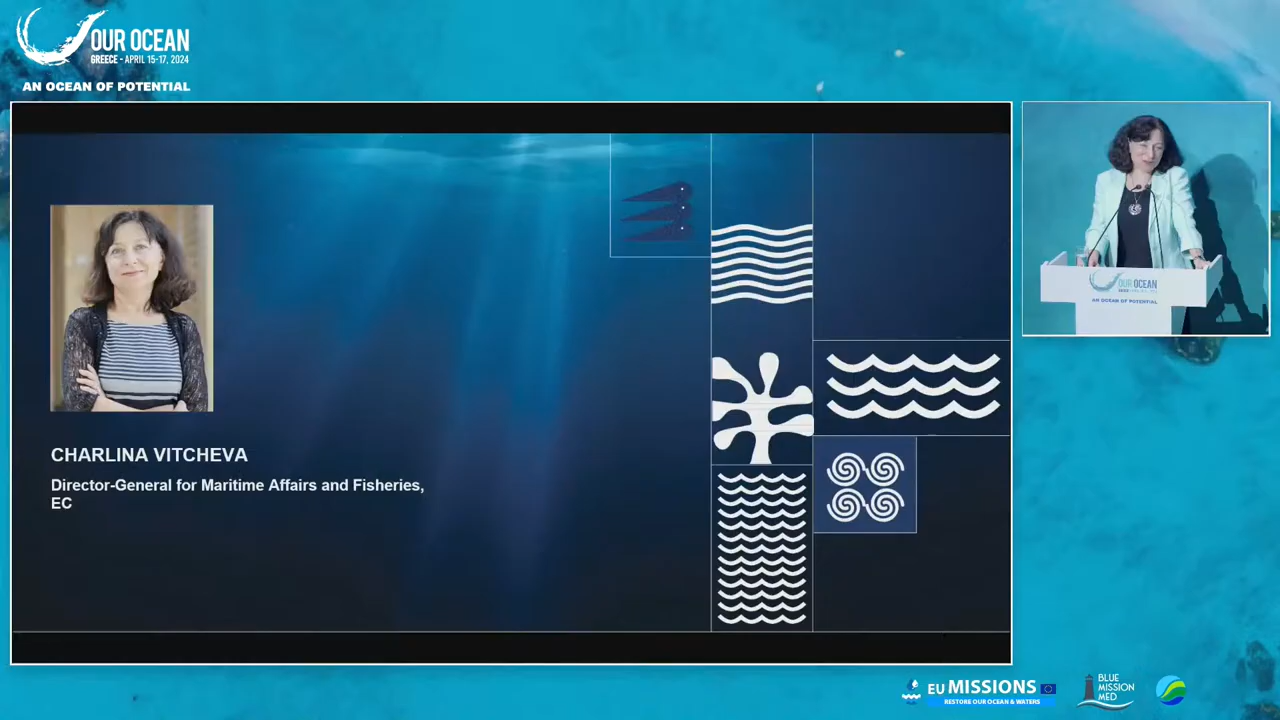 OUR OCEAN
GREECE - APRIL 15-17, 2024
AN OCEAN OF POTENTIAL
CHARLINA VITCHEVA
Director-General for Maritime Affairs and Fisheries,
EC
OUR OCEAN
AN OCEAN OF POTENTIAL
EU MISSIONS
RESTORE OUR OCEAN & WATERS
BLUE
MISSION
MED